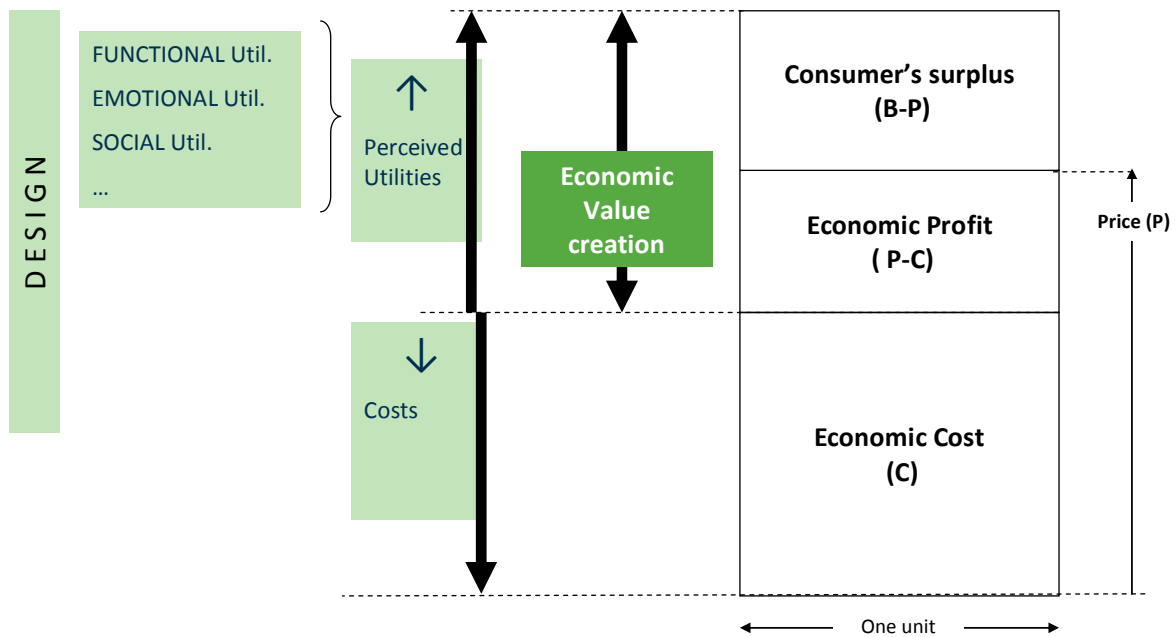 DESIGN
FUNCTIONAL Util.
EMOTIONAL Util.
SOCIAL Util.
...
Perceived
Utilities
Costs
Economic
Value
creation
Consumer’s surplus
(B-P)
Economic Profit
( P-C)
Economic Cost
(C)
Price (P)
One unit